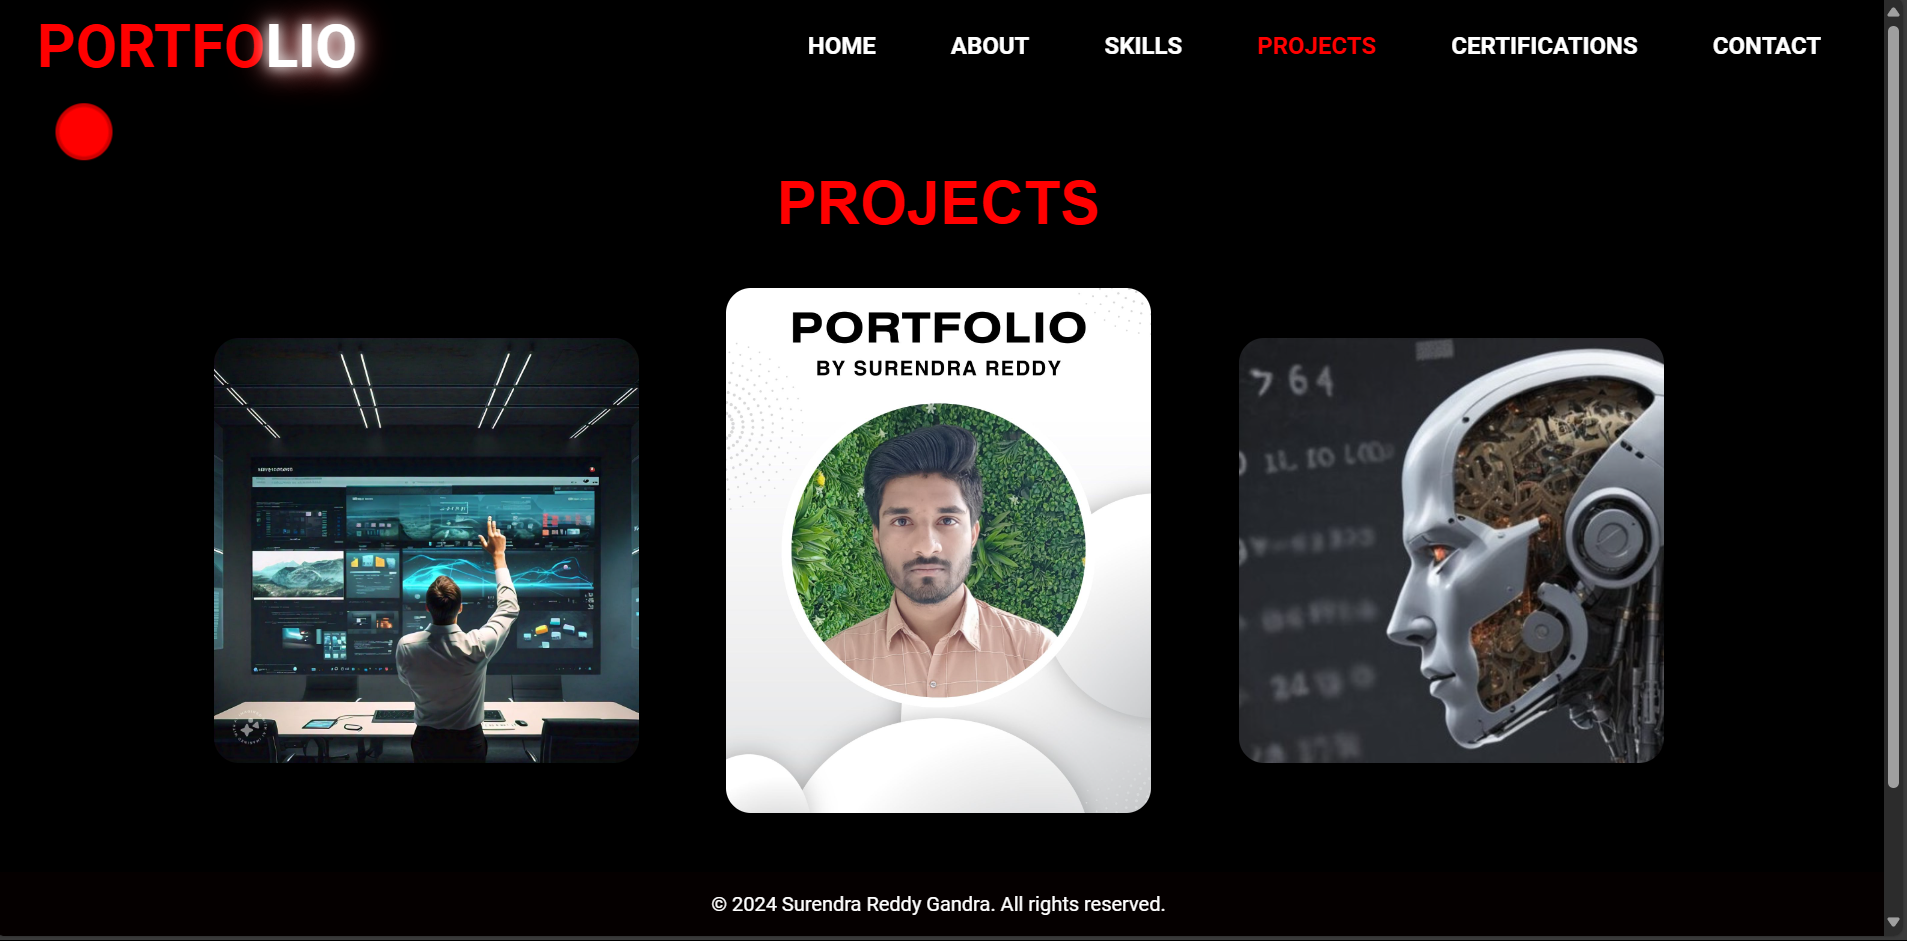 PORTFOLIO
HOME ABOUT SKILLS PROJECTS CERTIFICATIONS CONTACT
PROJECTS
PORTFOLIO
BY SURENDRA REDDY
7 64
© 2024 Surendra Reddy Gandra. All rights reserved.